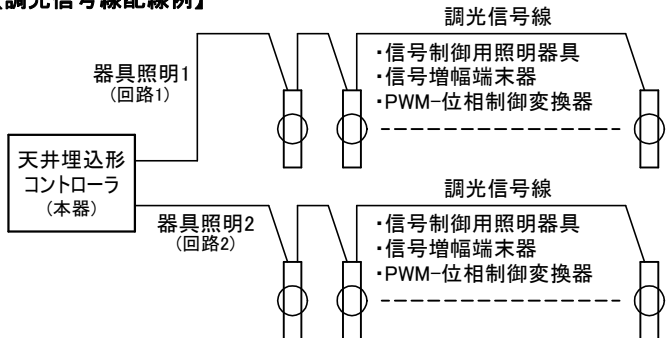 【調光信号線配線例】
調光信号線
器具照明1
(回路1)
・信号制御用照明器具
・信号増幅端末器
・PWM-位相制御変換器
天井埋込形
コントローラ
(本器)
調光信号線
器具照明2
(回路2)
・信号制御用照明器具
・信号増幅端末器
・PWM-位相制御変換器